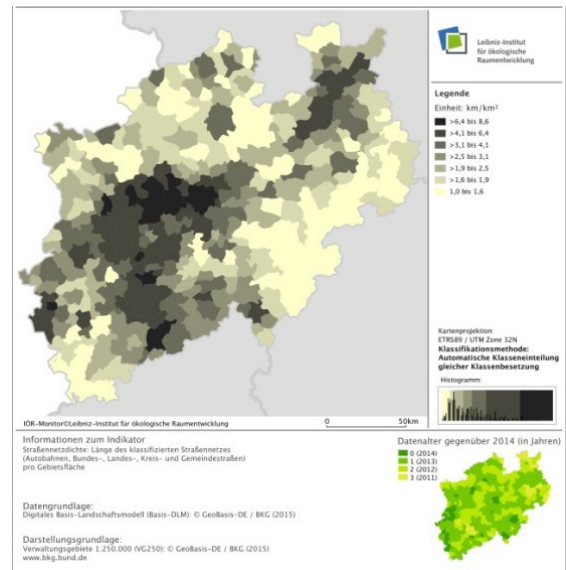 Leibniz-Institut
für ökologische
Raumentwicklung
Legende
Einheit: km/km²
>6,4 bis 8,6
>4,1 bis 6,4
>3,1 bis 4,1
>2,5 bis 3,1
>1,9 bis 2,5
>1,6 bis 1,9
1,0 bis 1,6
Kartenprojektion:
ETRS89 / UTM Zone 32N
Klassifikationsmethode:
Automatische Klasseneinteilung
gleicher Klassenbesetzung
Histogramm:
IÖR-Monitor©Leibniz-Institut für ökologische Raumentwicklung
0 50km
Informationen zum Indikator
Straßennetzdichte: Länge des klassifizierten Straßennetzes
(Autobahnen, Bundes-, Landes-, Kreis- und Gemeindestraßen)
pro Gebietsfläche
Datengrundlage:
Digitales Basis-Landschaftsmodell (Basis-DLM): © GeoBasis-DE / BKG (2015)
Darstellungsgrundlage:
Verwaltungsgebiete 1:250.000 (VG250): © GeoBasis-DE / BKG (2015)
www.bkg.bund.de
Datenalter gegenüber 2014 (in Jahren)
0 (2014)
1 (2013)
2 (2012)
3 (2011)